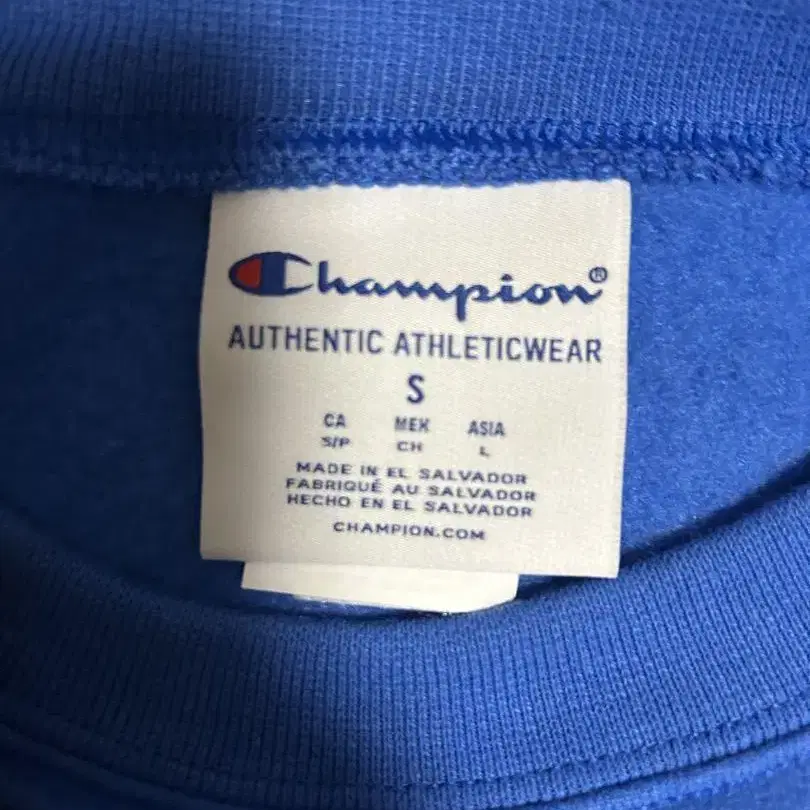 Champion®
AUTHENTIC ATHLETICWEAR
S
CA MEX ASIA
S/P CH L
MADE IN EL SALVADOR
FABRIQUÉ AU SALVADOR
HECHO EN EL SALVADOR
CHAMPION.COM